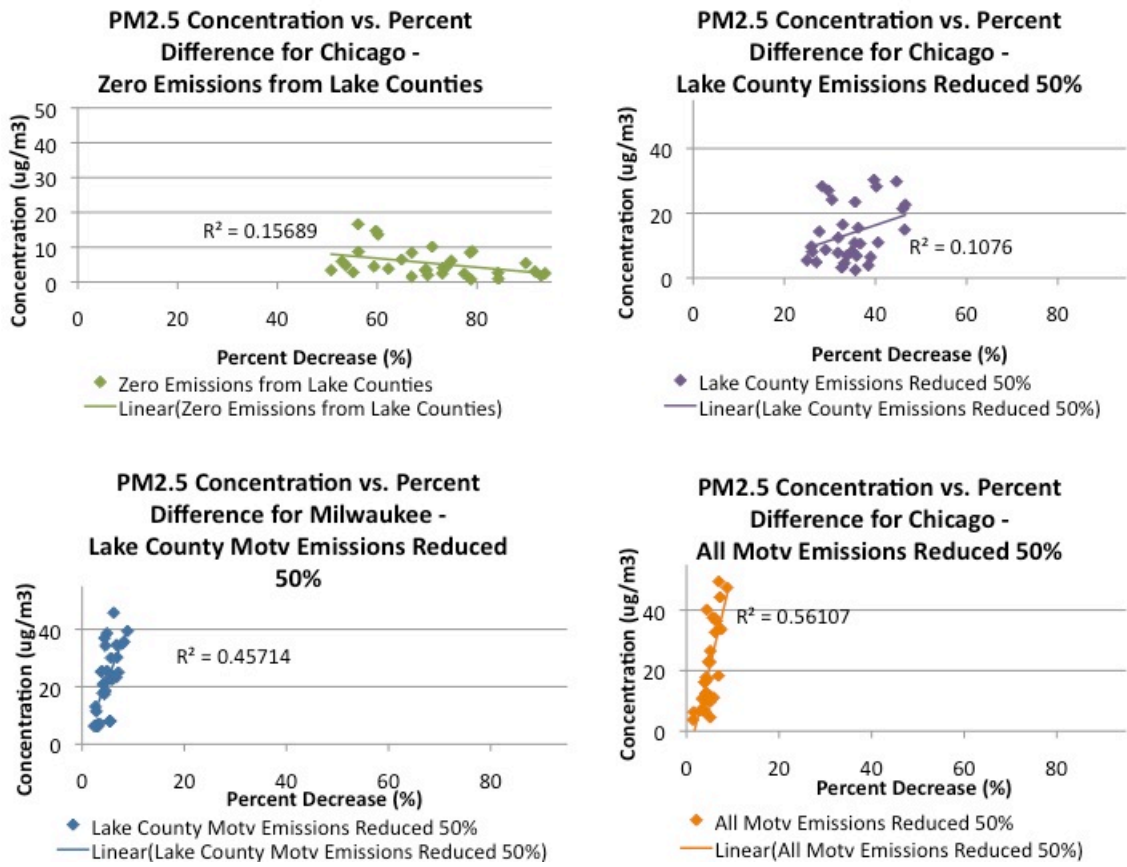 PM2.5 Concentration vs. Percent
Difference for Chicago -
Zero Emissions from Lake Counties
Concentration (ug/m3)
50
40
30
20
10
0
R² = 0.15689
0 20 40 60 80
Percent Decrease (%)
Zero Emissions from Lake Counties
Linear(Zero Emissions from Lake Counties)
PM2.5 Concentration vs. Percent
Difference for Chicago -
Lake County Emissions Reduced 50%
Concentration (ug/m3)
40
20
0
R² = 0.1076
0 20 40 60 80
Percent Decrease (%)
Lake County Emissions Reduced 50%
Linear(Lake County Emissions Reduced 50%)
PM2.5 Concentration vs. Percent
Difference for Milwaukee -
Lake County Motv Emissions Reduced
50%
Concentration (ug/m3)
40
20
0
R² = 0.45714
0 20 40 60 80
Percent Decrease (%)
Lake County Motv Emissions Reduced 50%
Linear(Lake County Motv Emissions Reduced 50%)
PM2.5 Concentration vs. Percent
Difference for Chicago -
All Motv Emissions Reduced 50%
Concentration (ug/m3)
40
20
0
R² = 0.56107
0 20 40 60 80
Percent Decrease (%)
All Motv Emissions Reduced 50%
Linear(All Motv Emissions Reduced 50%)